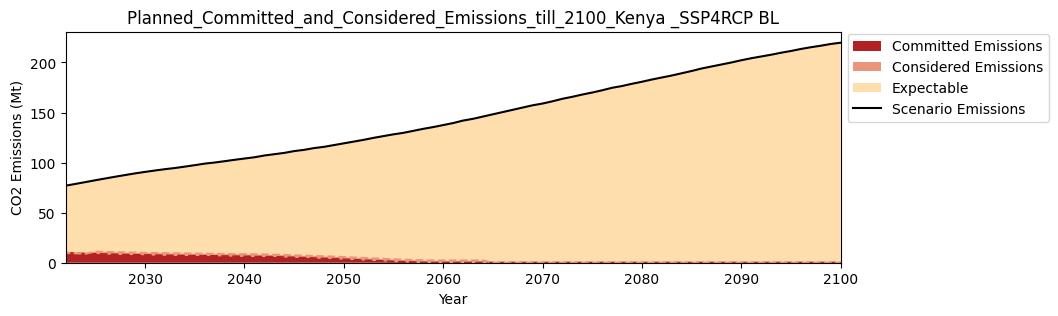 Planned_Committed_and_Considered_Emissions_till_2100_Kenya _SSP4RCP BL
Committed Emissions
Considered Emissions
Expectable
Scenario Emissions
CO2 Emissions (Mt)
200
150
100
50
0
2030 2040 2050 2060 2070 2080 2090 2100
Year